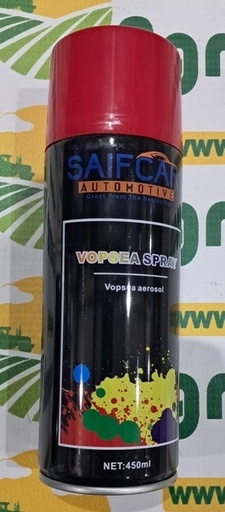 SAIFCAR
AUTOMOTIVE
Great From The Beginning
VOPSEA SPRAY
Vopsea aerosol
NET:450ml
www
www